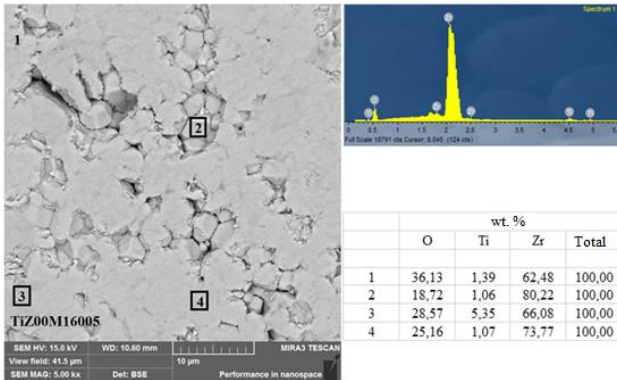 1
2
3
4
TiZ00M16005
SEM HV: 15.0 kV WD: 10.60 mm MIRA3 TESCAN
View field: 41.5 µm 10 µm
SEM MAG: 5.00 kx Det: BSE Performance in nanospace
Spectrum 1
Zr
0.5 1 1.5 2 2.5 3 3.5 4 4.5 5
Full Scale 18791 cts Cursor: 8.045 (124 cts)
wt. %
O Ti Zr Total
1 36,13 1,39 62,48 100,00
2 18,72 1,06 80,22 100,00
3 28,57 5,35 66,08 100,00
4 25,16 1,07 73,77 100,00